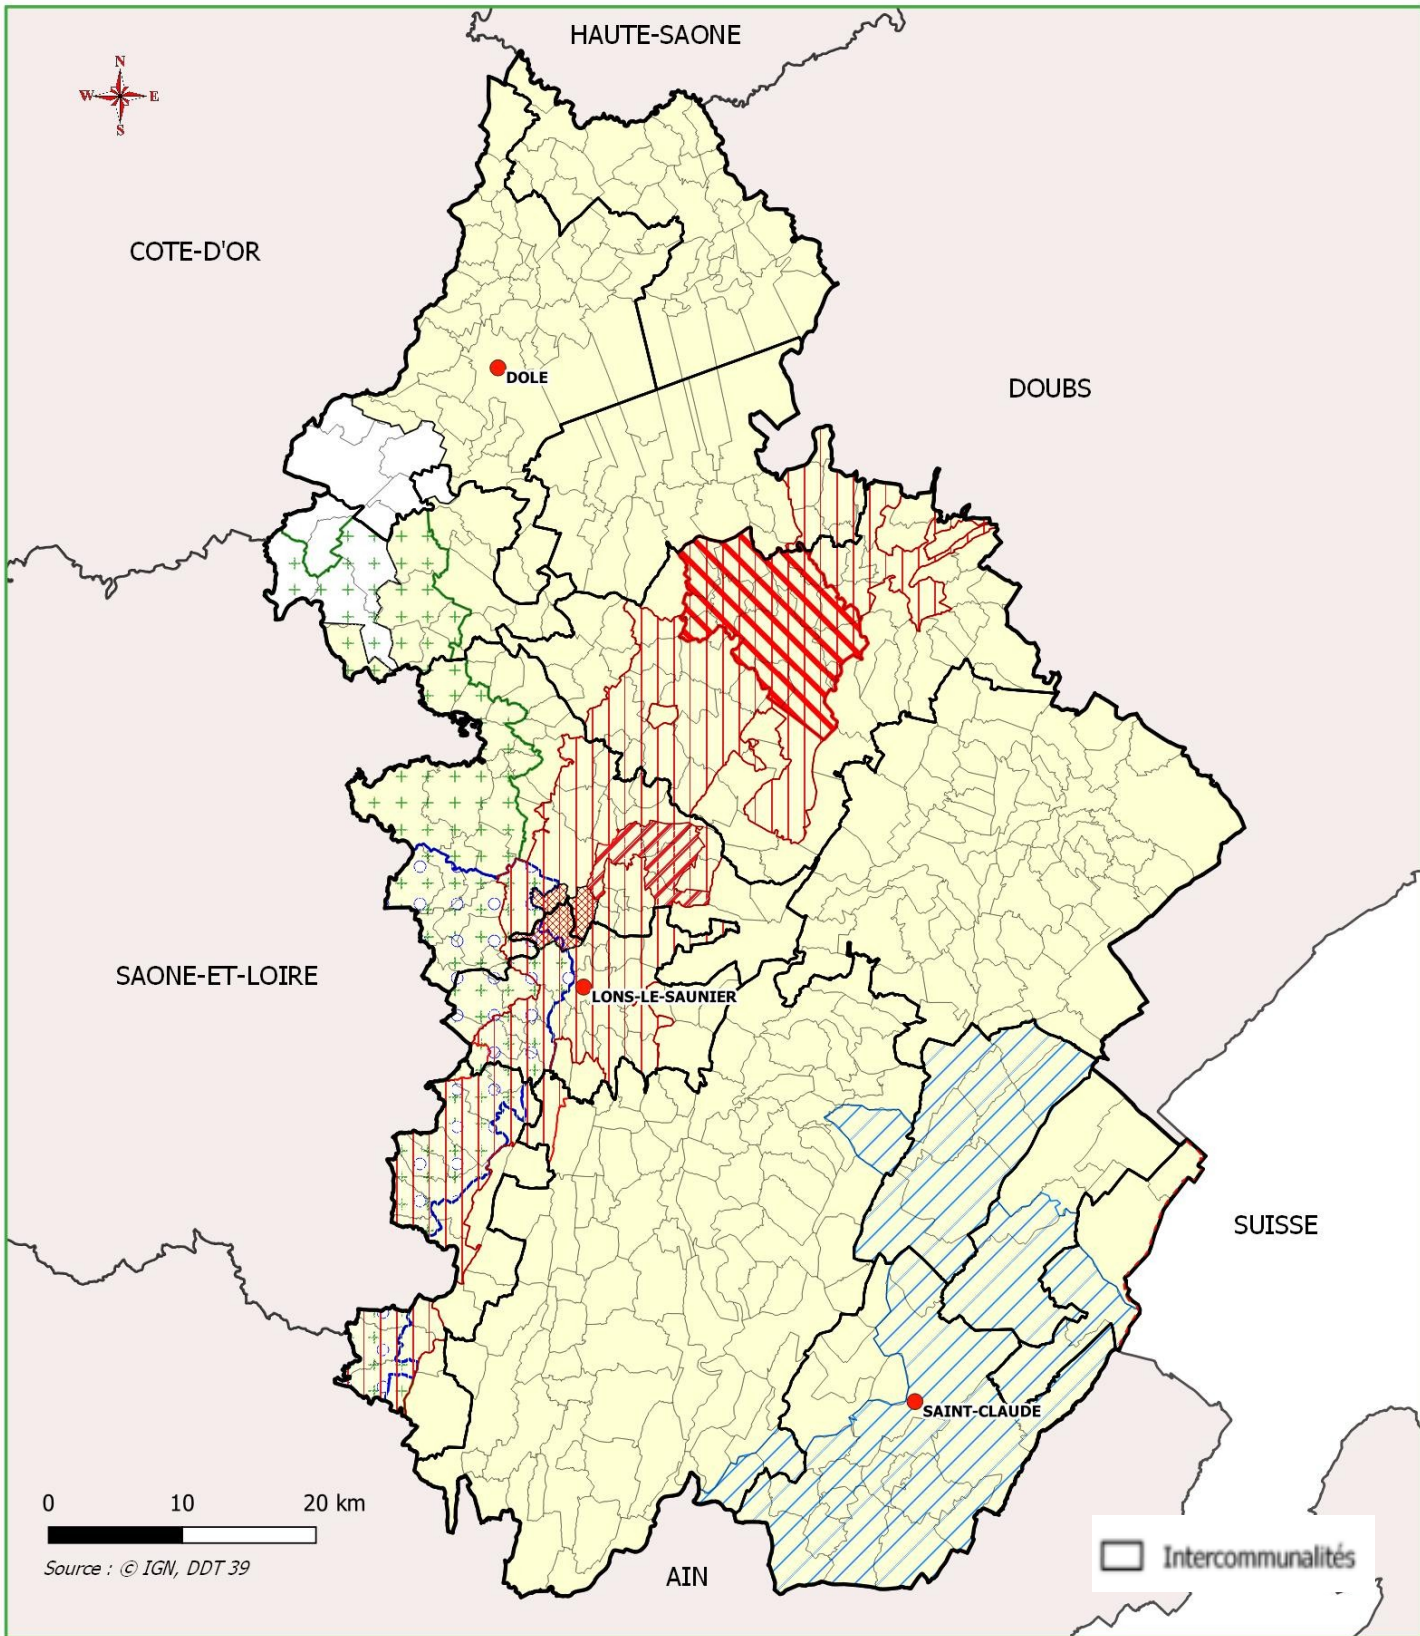 HAUTE-SAONE
N
W
E
S
COTE-D'OR
DOLE
DOUBS
SAONE-ET-LOIRE
LONS-LE-SAUNIER
SUISSE
SAINT-CLAUDE
0 10 20 km
Source : © IGN, DDT 39
AIN
Intercommunalités